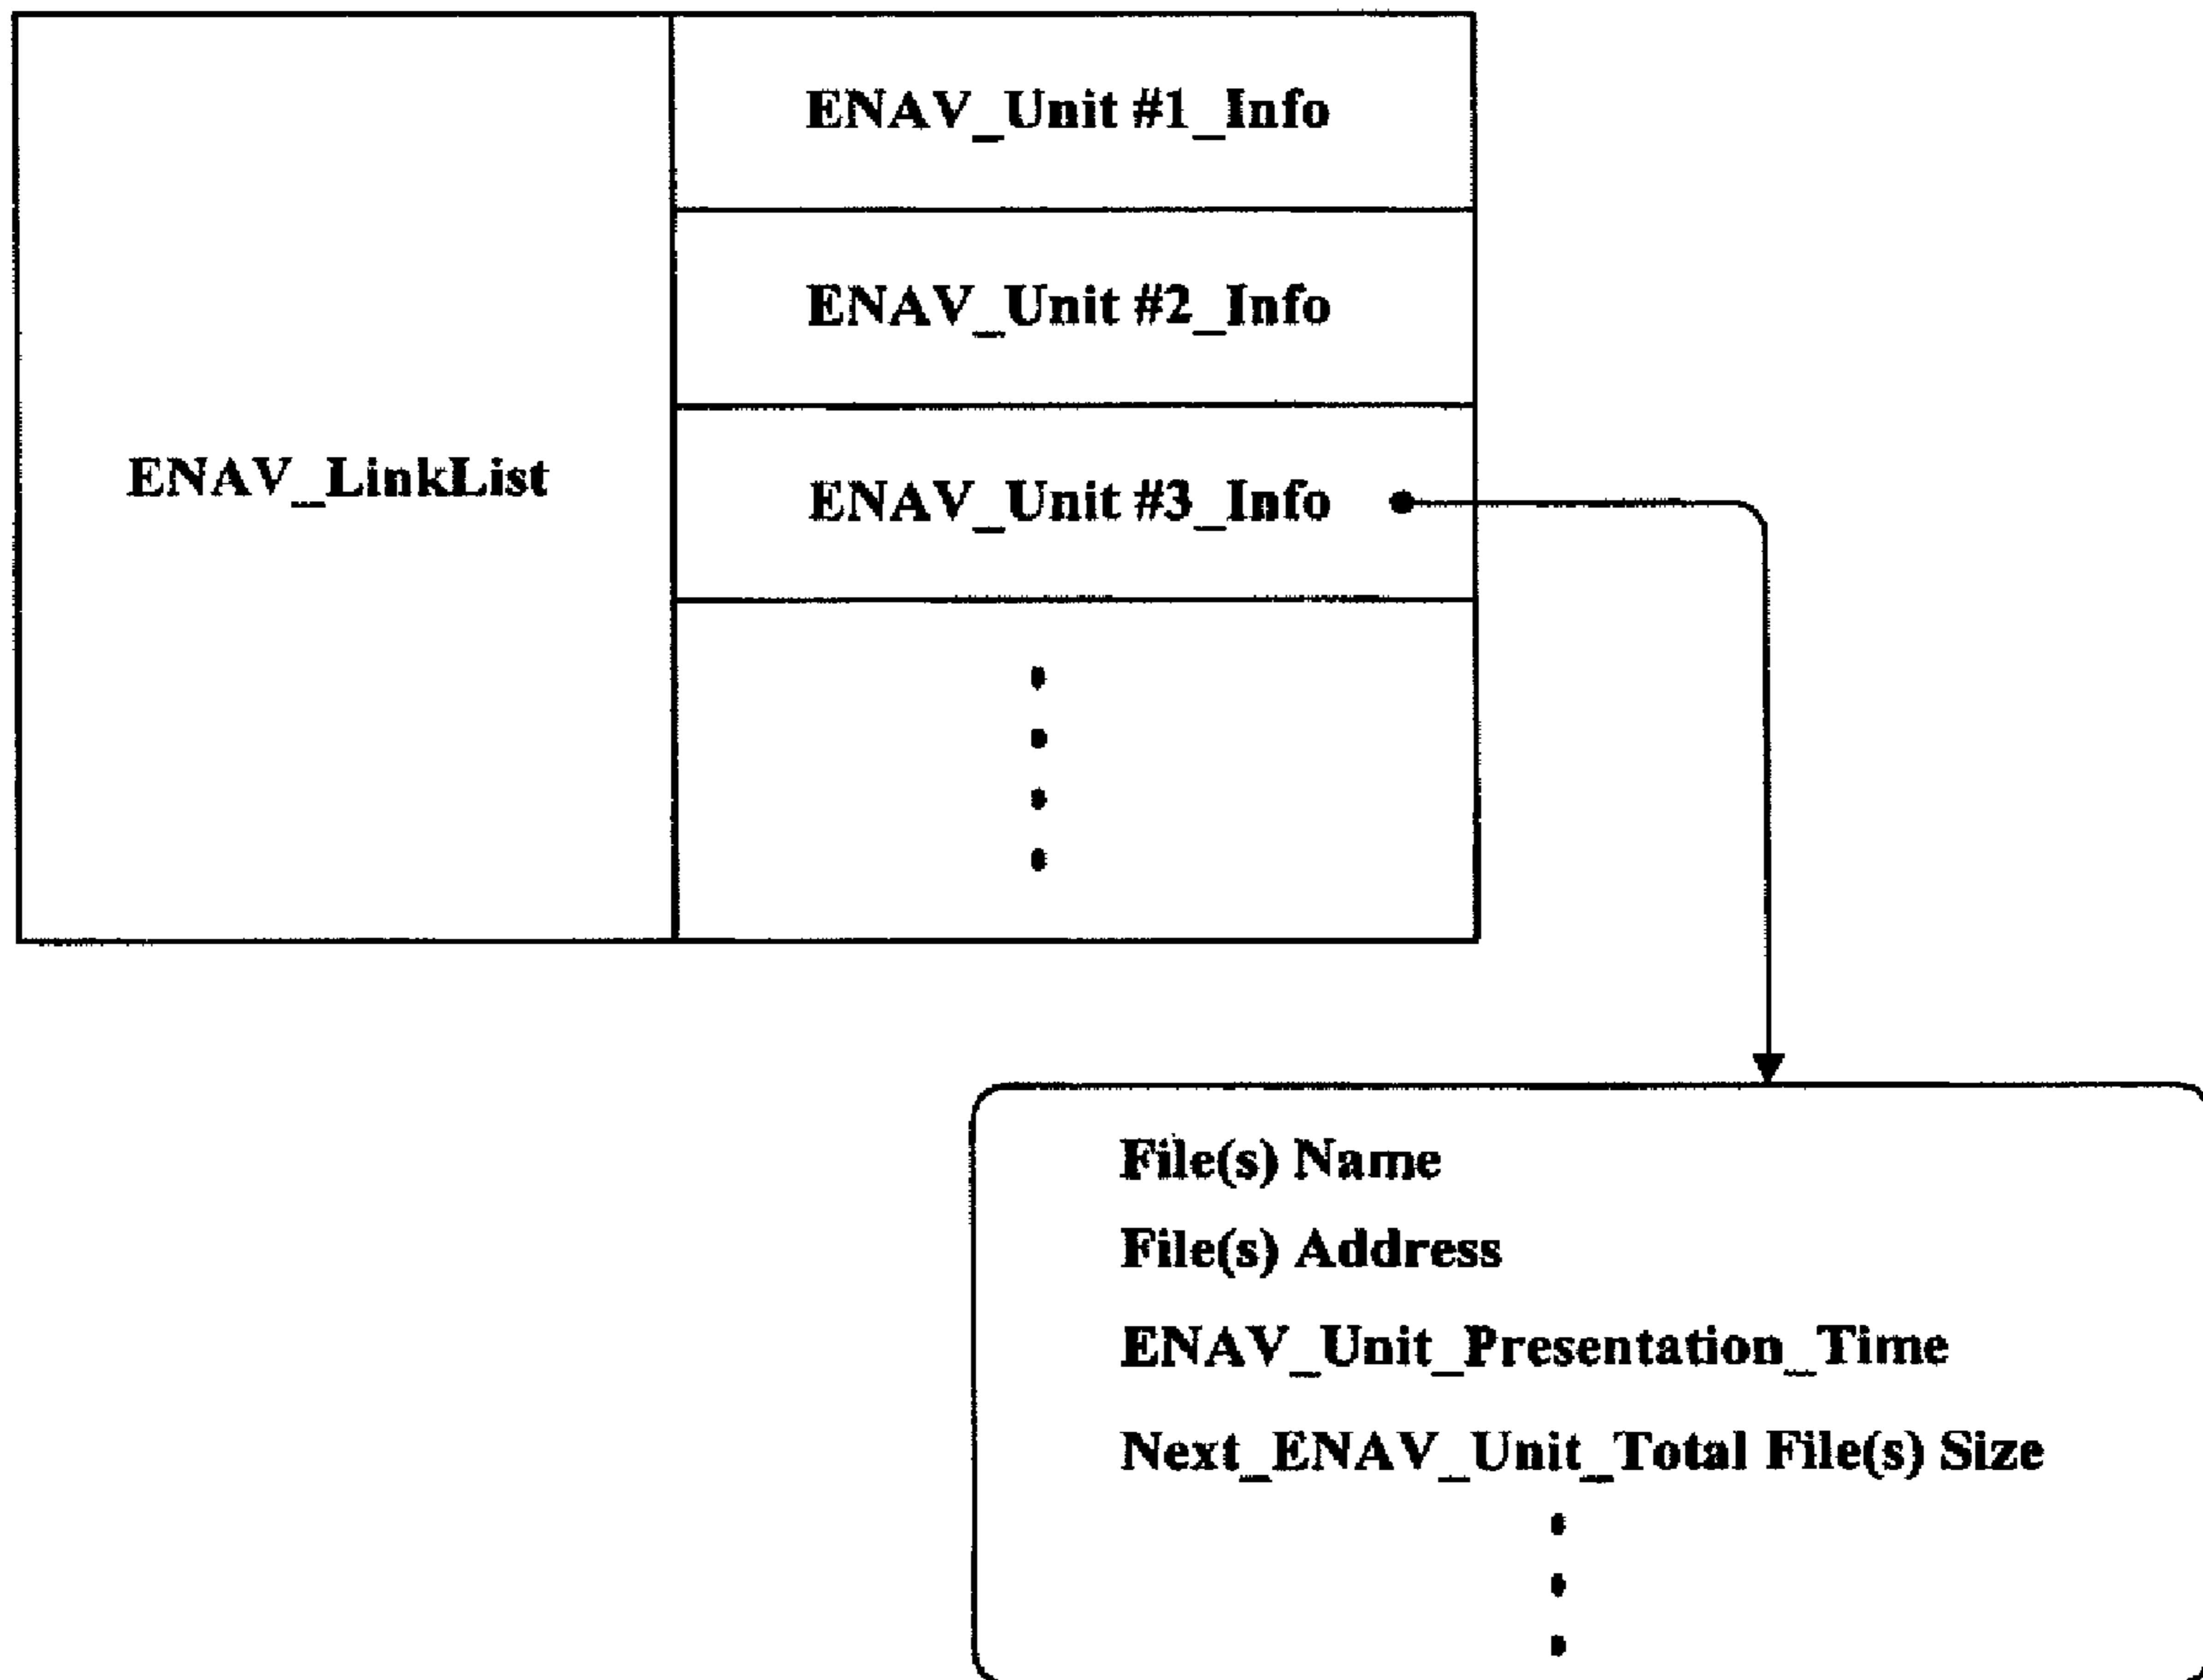 ENAV_Unit #1_Info
ENAV_Unit #2_Info
ENAV_LinkList
ENAV_Unit #3_Info
File(s) Name
File(s) Address
ENAV_Unit_Presentation_Time
Next_ENAV_Unit_Total File(s) Size